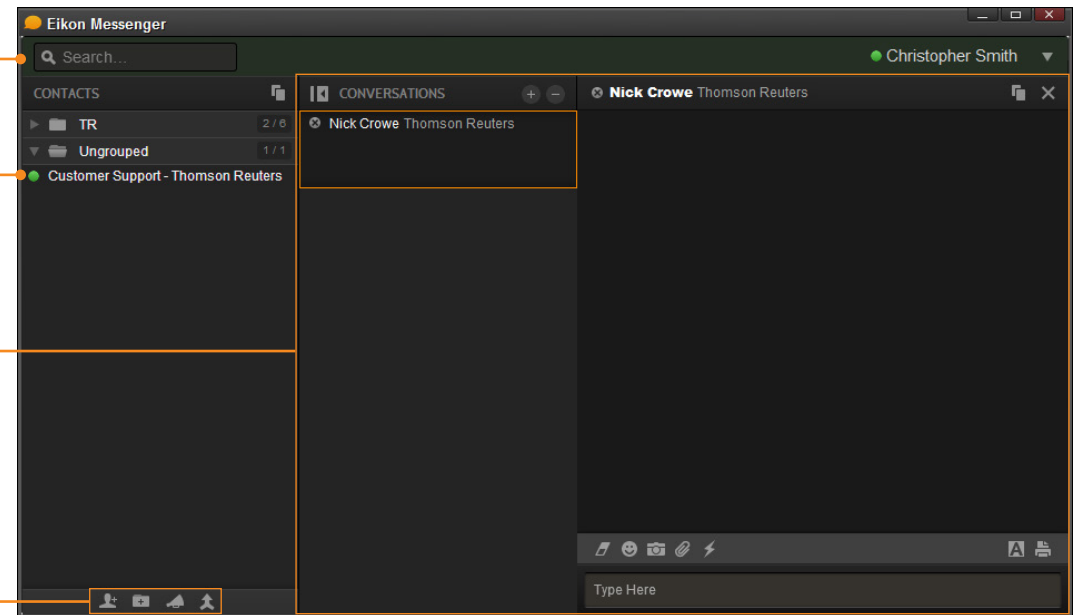 Eikon Messenger
Search...
Christopher Smith
CONTACTS
TR 2/6
Ungrouped 1/1
Customer Support - Thomson Reuters
CONVERSATIONS
Nick Crowe Thomson Reuters
Nick Crowe Thomson Reuters
A
Type Here